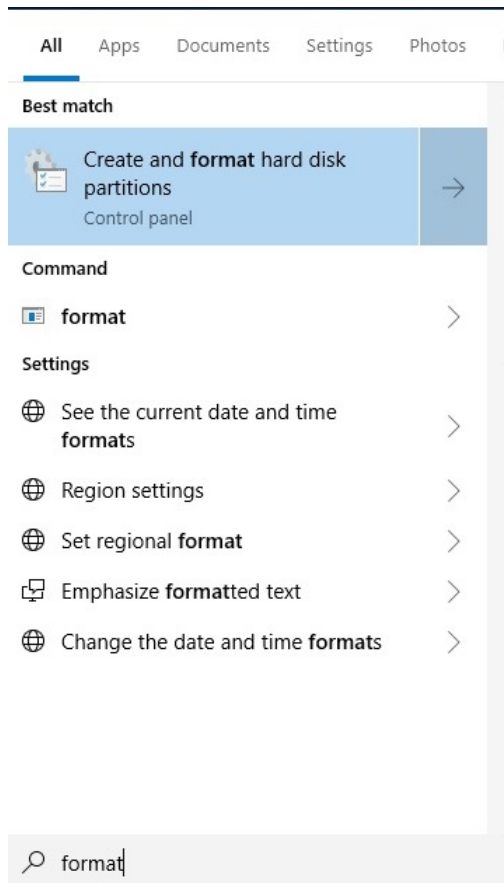 All Apps Documents Settings Photos
Best match
Create and format hard disk
partitions
Control panel
Command
format
Settings
See the current date and time
formats
Region settings
Set regional format
Emphasize formatted text
Change the date and time formats
format